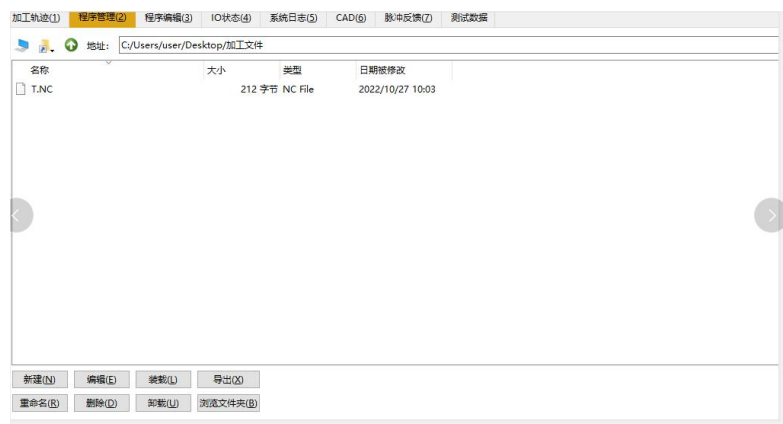 加工轨迹(1) 程序管理(2) 程序编辑(3) IO状态(4) 系统日志(5) CAD(6) 脉冲反馈(7) 测试数据
地址： C:/Users/user/Desktop/加工文件
名称 大小 类型 日期被修改
T.NC 212 字节 NC File 2022/10/27 10:03
新建(N) 编辑(E) 装载(L) 导出(X)
重命名(R) 删除(D) 卸载(U) 浏览文件夹(B)